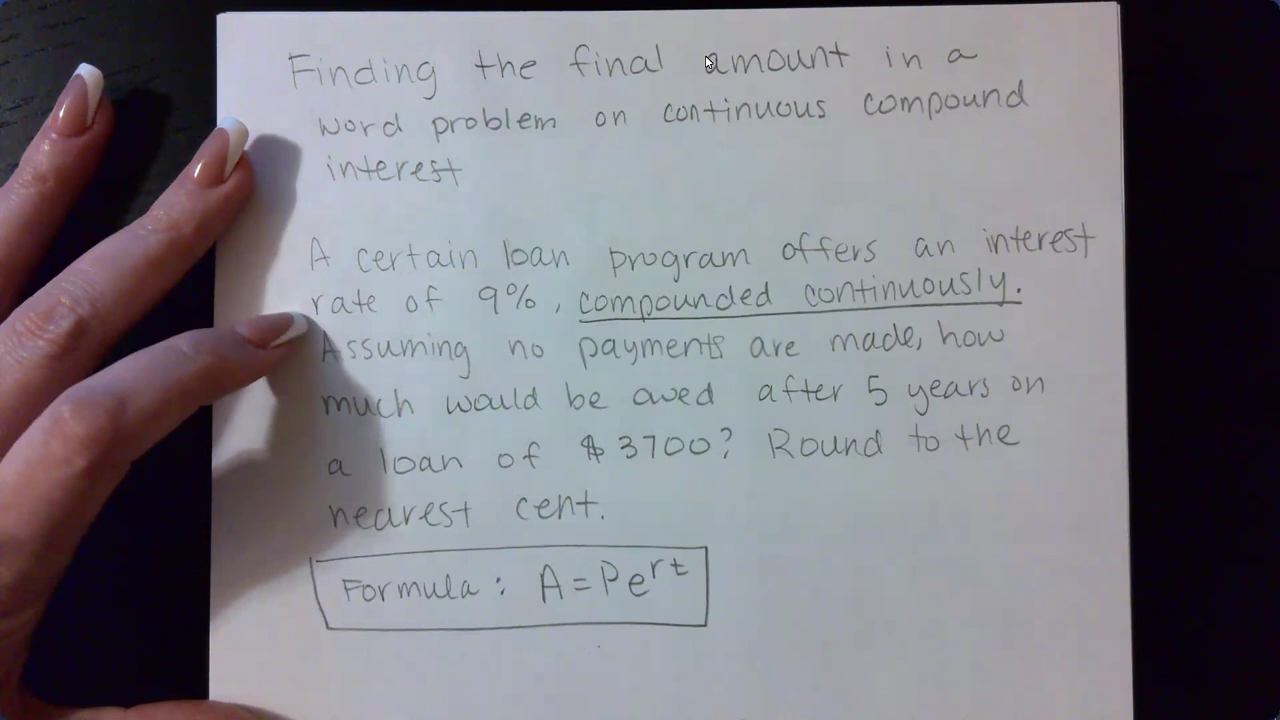 Finding the final amount in a
word problem on continuous compound
interest
A certain loan program offers an interest
rate of 9%, compounded continuously.
Assuming no payments are made, how
much would be owed after 5 years on
a loan of $3700? Round to the
nearest cent.
Formula: A=Pe^rt